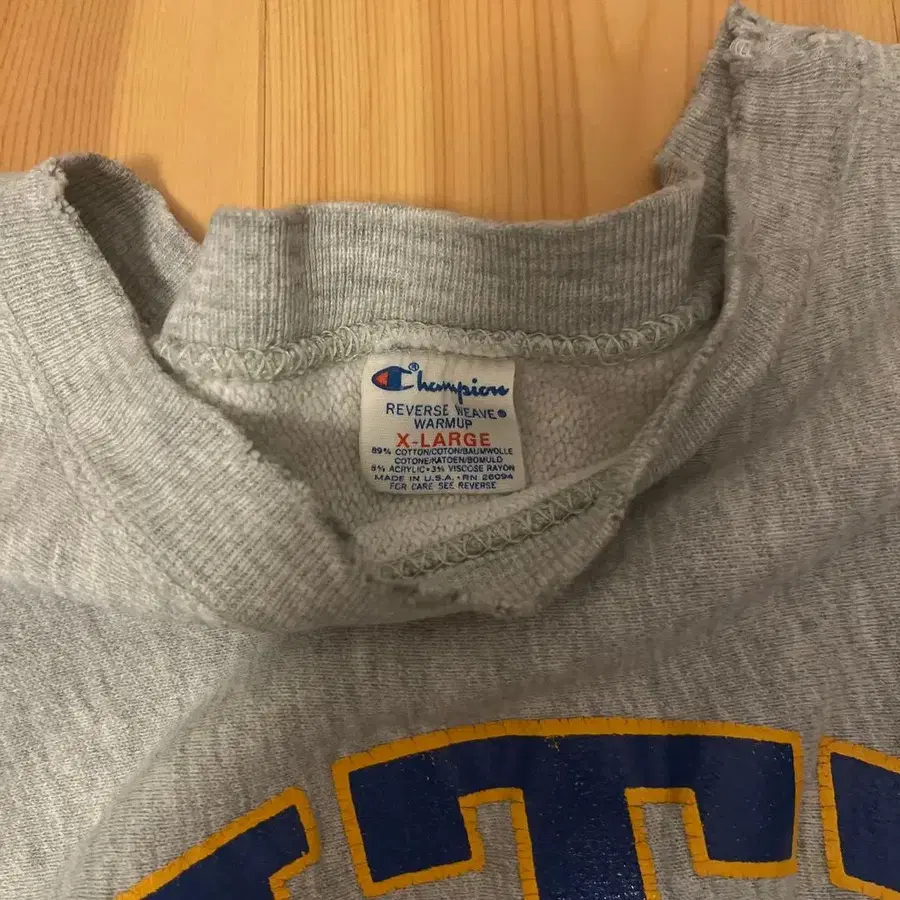 Champion®
REVERSE WEAVE®
WARMUP
X-LARGE
89% COTTON/COTON/BAUMWOLLE
COTONE/KATOEN/BOMULD
8% ACRYLIC•3% VISCOSE RAYON
MADE IN U.S.A. • RN 26094
FOR CARE SEE REVERSE